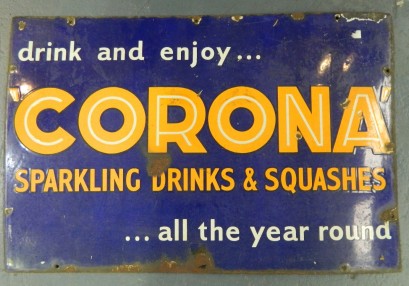 drink and enjoy...
CORONA
SPARKLING DRINKS & SQUASHES
... all the year round